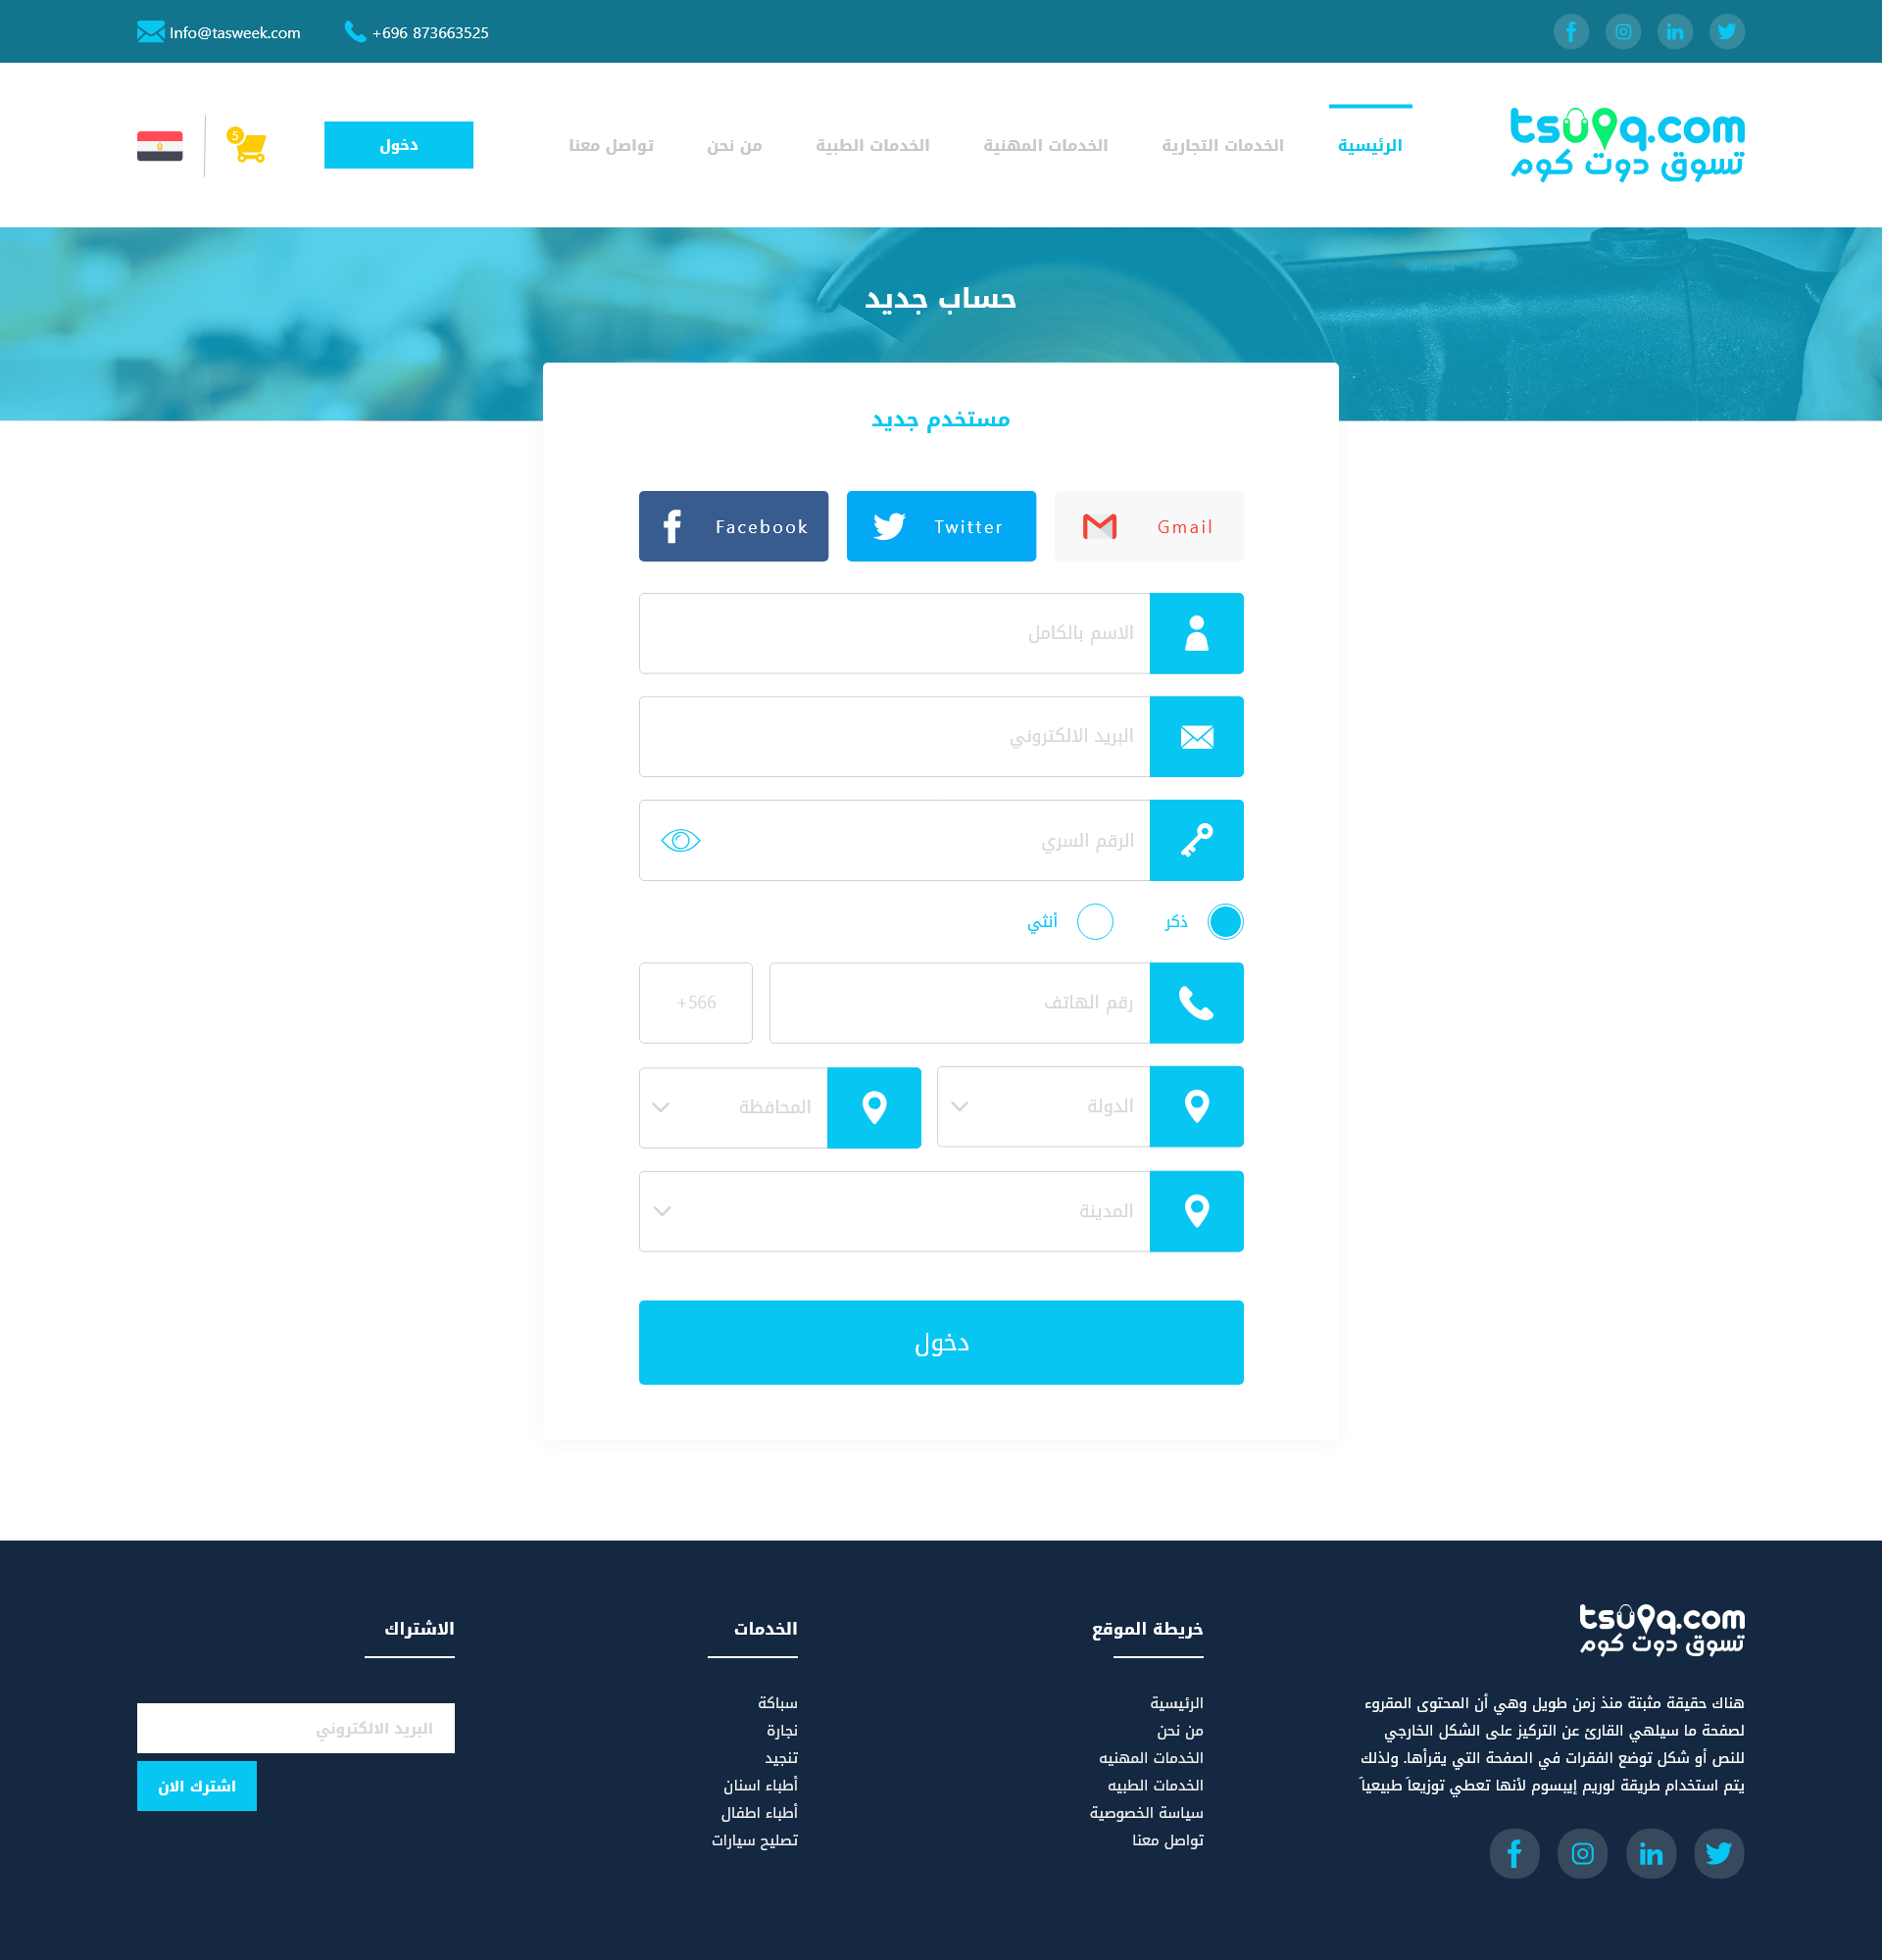 Info@tasweek.com
+696 873663525
tsuqq.com
تسوق دوت كوم
الرئيسية
الخدمات التجارية
الخدمات المهنية
الخدمات الطبية
من نحن
تواصل معنا
دخول
5
حساب جديد
مستخدم جديد
Facebook
Twitter
Gmail
الاسم بالكامل
البريد الالكتروني
الرقم السري
ذكر
أنثي
رقم الهاتف
+566
الدولة
المحافظة
المدينة
دخول
tsuqq.com
تسوق دوت كوم
هناك حقيقة مثبتة منذ زمن طويل وهي أن المحتوى المقروء
لصفحة ما سيلهي القارئ عن التركيز على الشكل الخارجي
للنص أو شكل توضع الفقرات في الصفحة التي يقرأها. ولذلك
يتم استخدام طريقة لوريم إيبسوم لأنها تعطي توزيعاَ طبيعياَ
خريطة الموقع
الرئيسية
من نحن
الخدمات المهنيه
الخدمات الطبيه
سياسة الخصوصية
تواصل معنا
الخدمات
سباكة
نجارة
تنجيد
أطباء اسنان
أطباء اطفال
تصليح سيارات
الاشتراك
البريد الالكتروني
اشترك الان